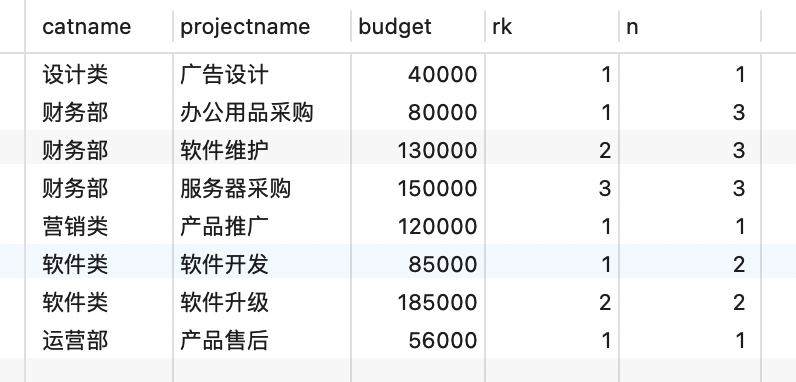 catname projectname budget rk n
设计类 广告设计 40000 1 1
财务部 办公用品采购 80000 1 3
财务部 软件维护 130000 2 3
财务部 服务器采购 150000 3 3
营销类 产品推广 120000 1 1
软件类 软件开发 85000 1 2
软件类 软件升级 185000 2 2
运营部 产品售后 56000 1 1